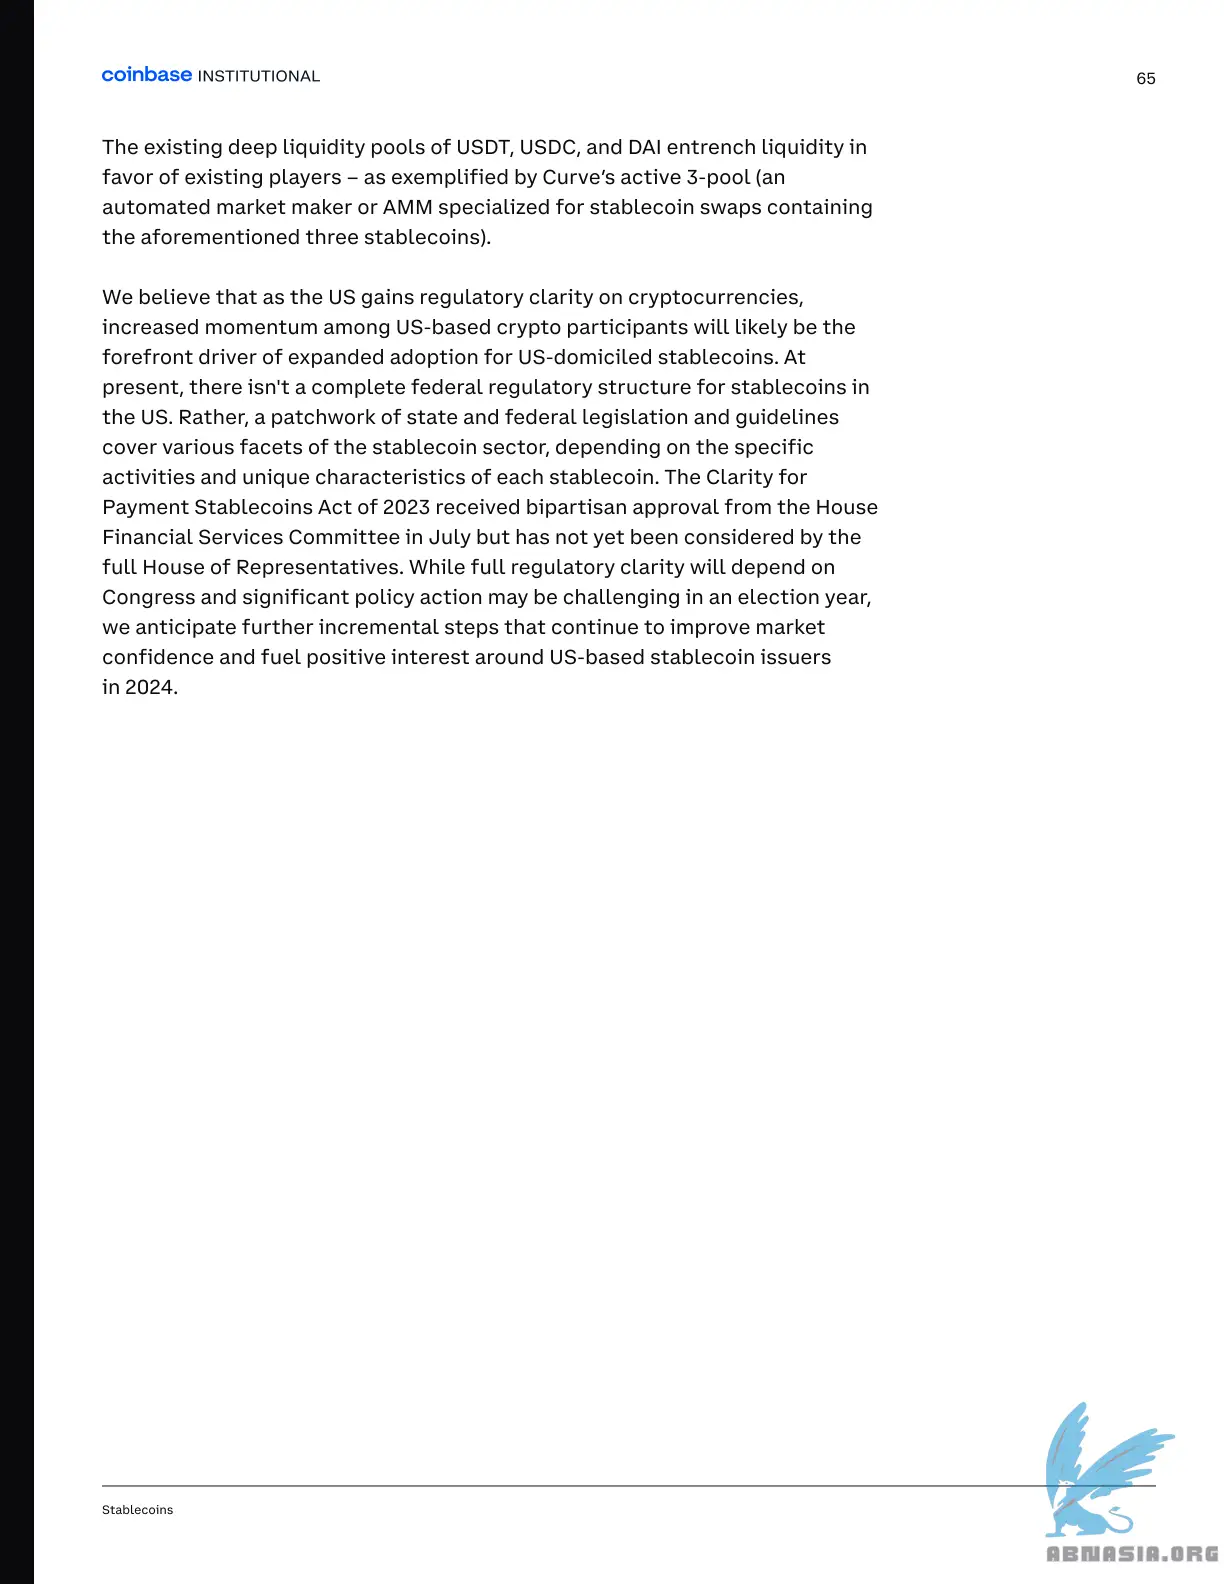 coinbase INSTITUTIONAL
65
The existing deep liquidity pools of USDT, USDC, and DAI entrench liquidity in
favor of existing players – as exemplified by Curve’s active 3-pool (an
automated market maker or AMM specialized for stablecoin swaps containing
the aforementioned three stablecoins).
We believe that as the US gains regulatory clarity on cryptocurrencies,
increased momentum among US-based crypto participants will likely be the
forefront driver of expanded adoption for US-domiciled stablecoins. At
present, there isn't a complete federal regulatory structure for stablecoins in
the US. Rather, a patchwork of state and federal legislation and guidelines
cover various facets of the stablecoin sector, depending on the specific
activities and unique characteristics of each stablecoin. The Clarity for
Payment Stablecoins Act of 2023 received bipartisan approval from the House
Financial Services Committee in July but has not yet been considered by the
full House of Representatives. While full regulatory clarity will depend on
Congress and significant policy action may be challenging in an election year,
we anticipate further incremental steps that continue to improve market
confidence and fuel positive interest around US-based stablecoin issuers
in 2024.
Stablecoins
ABNASIA.ORG